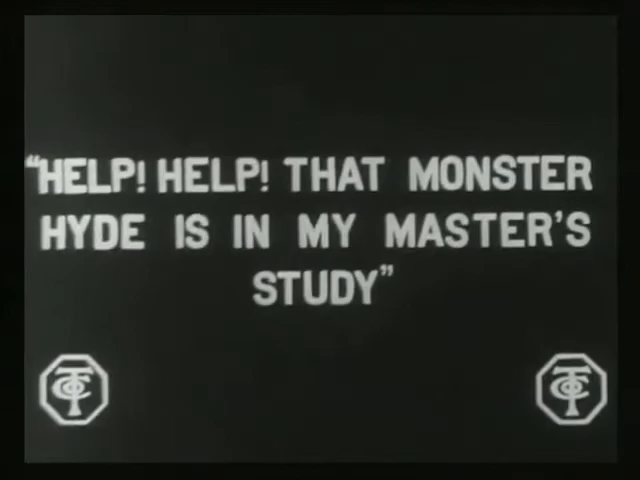 “HELP! HELP! THAT MONSTER
HYDE IS IN MY MASTER’S
STUDY”